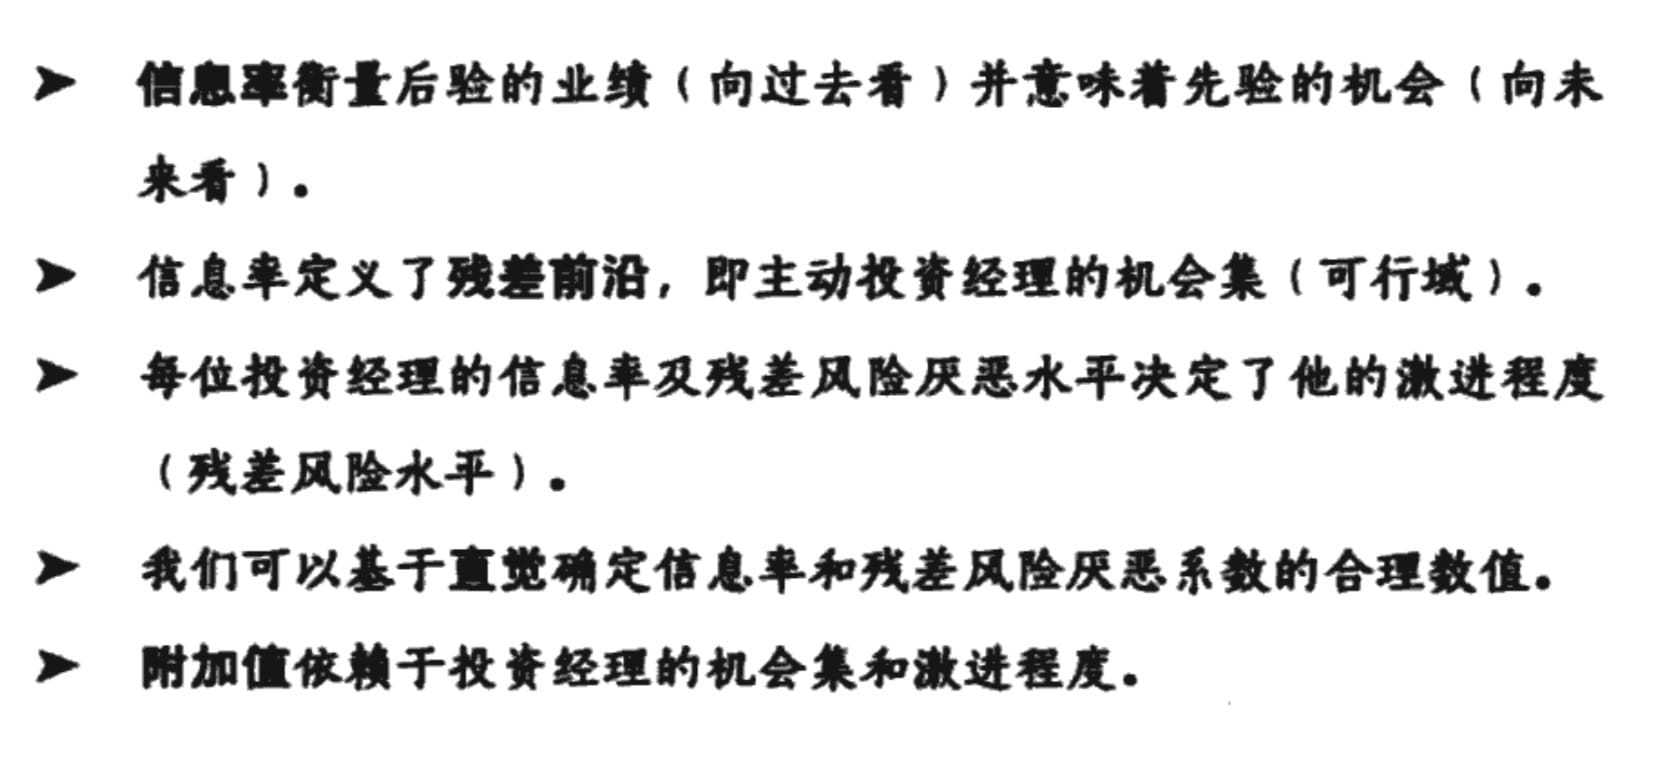 ➤ 信息率衡量后验的业绩（向过去看）并意味着先验的机会（向未
来看）.
➤ 信息率定义了残差前沿，即主动投资经理的机会集（可行域）.
➤ 每位投资经理的信息率及残差风险厌恶水平决定了他的激进程度
（残差风险水平）.
➤ 我们可以基于直觉确定信息率和残差风险厌恶系数的合理数值.
➤ 附加值依赖于投资经理的机会集和激进程度.